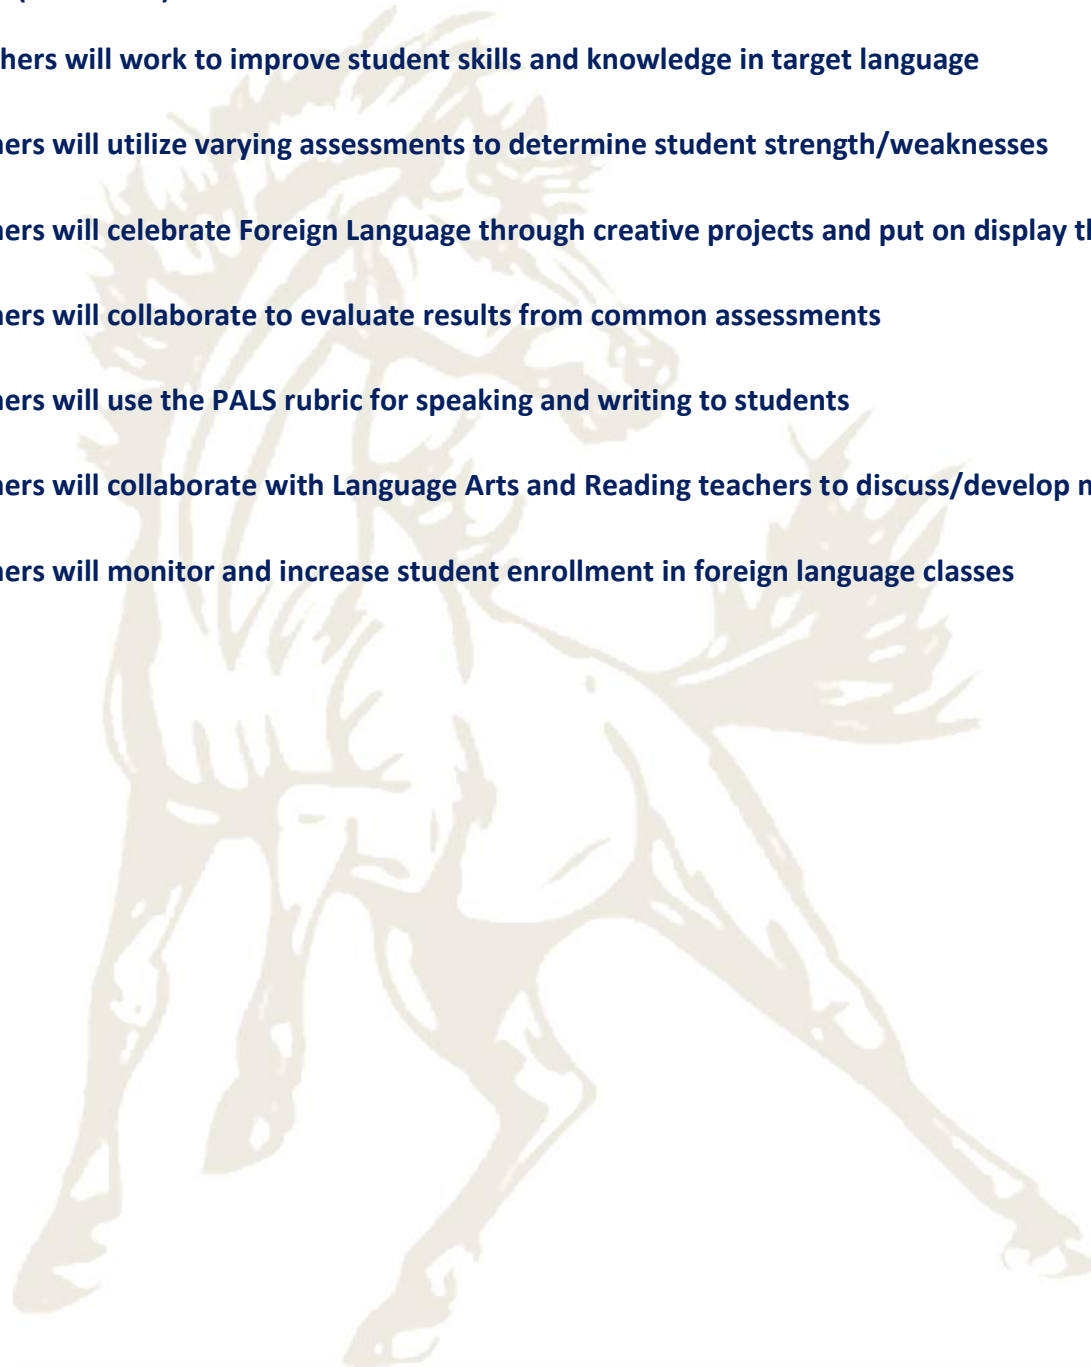 hers will work to improve student skills and knowledge in target language
ers will utilize varying assessments to determine student strength/weaknesses
ers will celebrate Foreign Language through creative projects and put on display
ers will collaborate to evaluate results from common assessments
ers will use the PALS rubric for speaking and writing to students
ers will collaborate with Language Arts and Reading teachers to discuss/develop
ers will monitor and increase student enrollment in foreign language classes